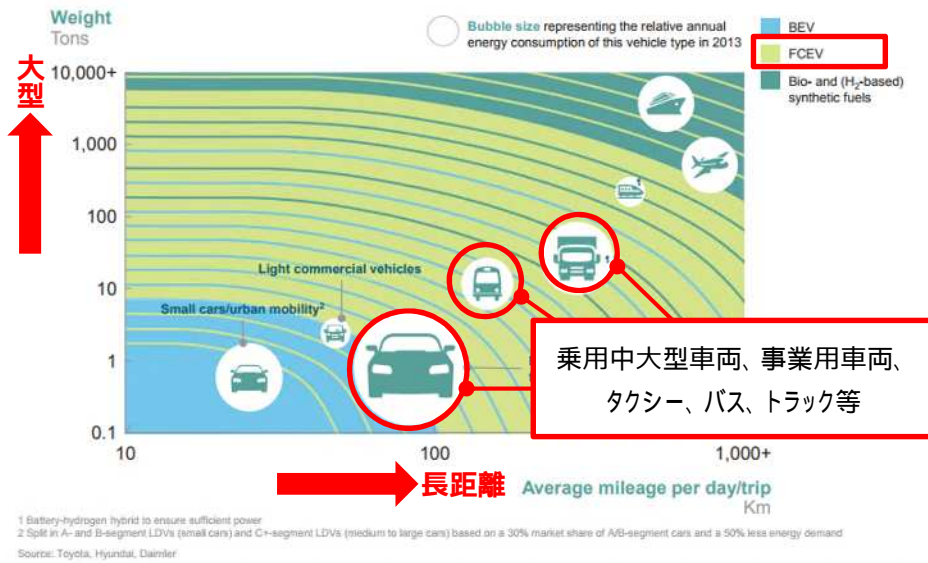 Weight
Tons
Bubble size representing the relative annual
energy consumption of this vehicle type in 2013
BEV
FCEV
Bio- and (H₂-based)
synthetic fuels
大型
10,000+
1,000
100
10
1
0.1
Light commercial vehicles
Small cars/urban mobility²
1
乗用中大型車両、事業用車両、
タクシー、バス、トラック等
10
100
1,000+
長距離
Average mileage per day/trip
Km
1 Battery-hydrogen hybrid to ensure sufficient power
2 Split in A- and B-segment LDVs (small cars) and C+-segment LDVs (medium to large cars) based on a 30% market share of A/B-segment cars and a 50% less energy demand
Source: Toyota, Hyundai, Daimler